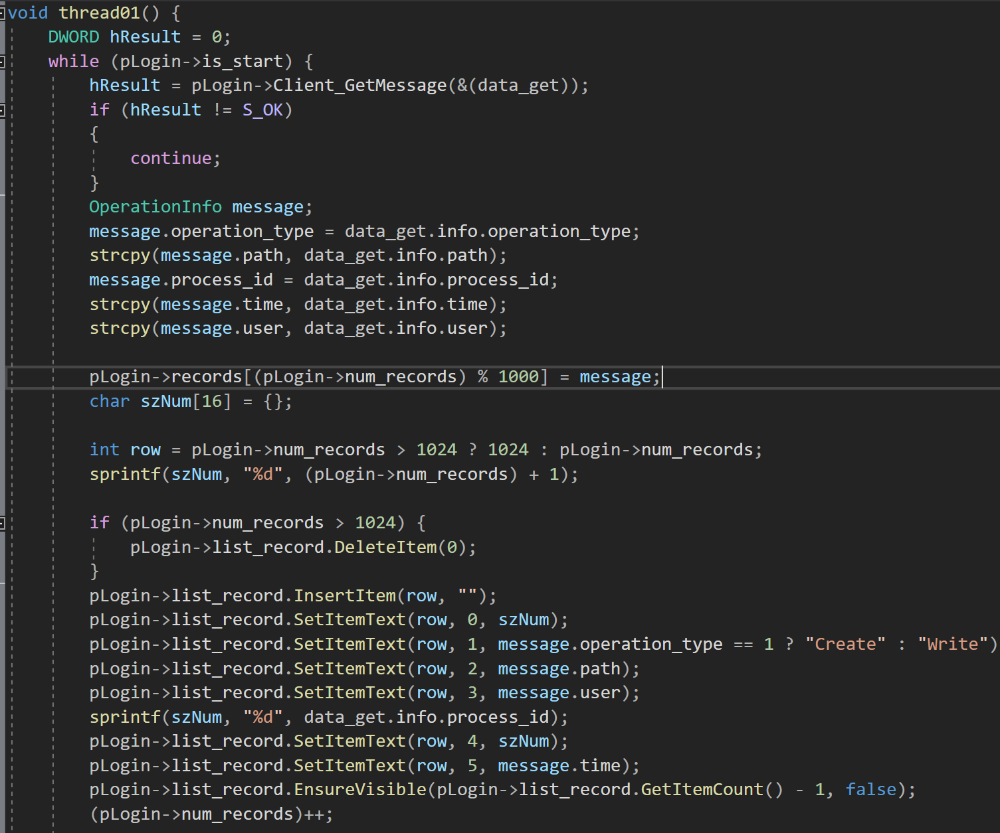 void thread01() {
    DWORD hResult = 0;
    while (pLogin->is_start) {
        hResult = pLogin->Client_GetMessage(&(data_get));
        if (hResult != S_OK)
        {
            continue;
        }
        OperationInfo message;
        message.operation_type = data_get.info.operation_type;
        strcpy(message.path, data_get.info.path);
        message.process_id = data_get.info.process_id;
        strcpy(message.time, data_get.info.time);
        strcpy(message.user, data_get.info.user);

        pLogin->records[(pLogin->num_records) % 1000] = message;
        char szNum[16] = {};

        int row = pLogin->num_records > 1024 ? 1024 : pLogin->num_records;
        sprintf(szNum, "%d", (pLogin->num_records) + 1);

        if (pLogin->num_records > 1024) {
            pLogin->list_record.DeleteItem(0);
        }
        pLogin->list_record.InsertItem(row, "");
        pLogin->list_record.SetItemText(row, 0, szNum);
        pLogin->list_record.SetItemText(row, 1, message.operation_type == 1 ? "Create" : "Write")
        pLogin->list_record.SetItemText(row, 2, message.path);
        pLogin->list_record.SetItemText(row, 3, message.user);
        sprintf(szNum, "%d", data_get.info.process_id);
        pLogin->list_record.SetItemText(row, 4, szNum);
        pLogin->list_record.SetItemText(row, 5, message.time);
        pLogin->list_record.EnsureVisible(pLogin->list_record.GetItemCount() - 1, false);
        (pLogin->num_records)++;